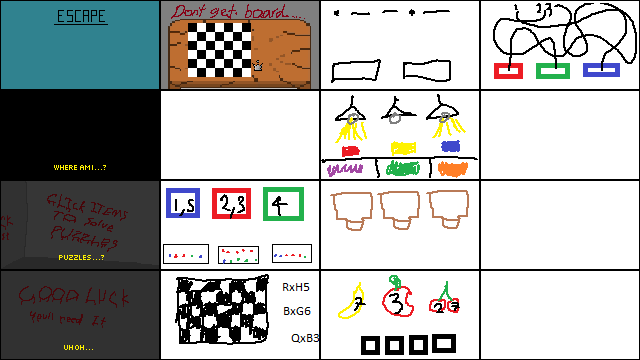 ESCAPE
Don't get board....
1 2 3
WHERE AM I...?
CLICK ITEMS
TO SOLVE
PUZZLES
PUZZLES...?
1,5 2,3 4
GOOD LUCK
You'll need It
UH OH...
RxH5
BxG6
QxB3
7 3 2 7